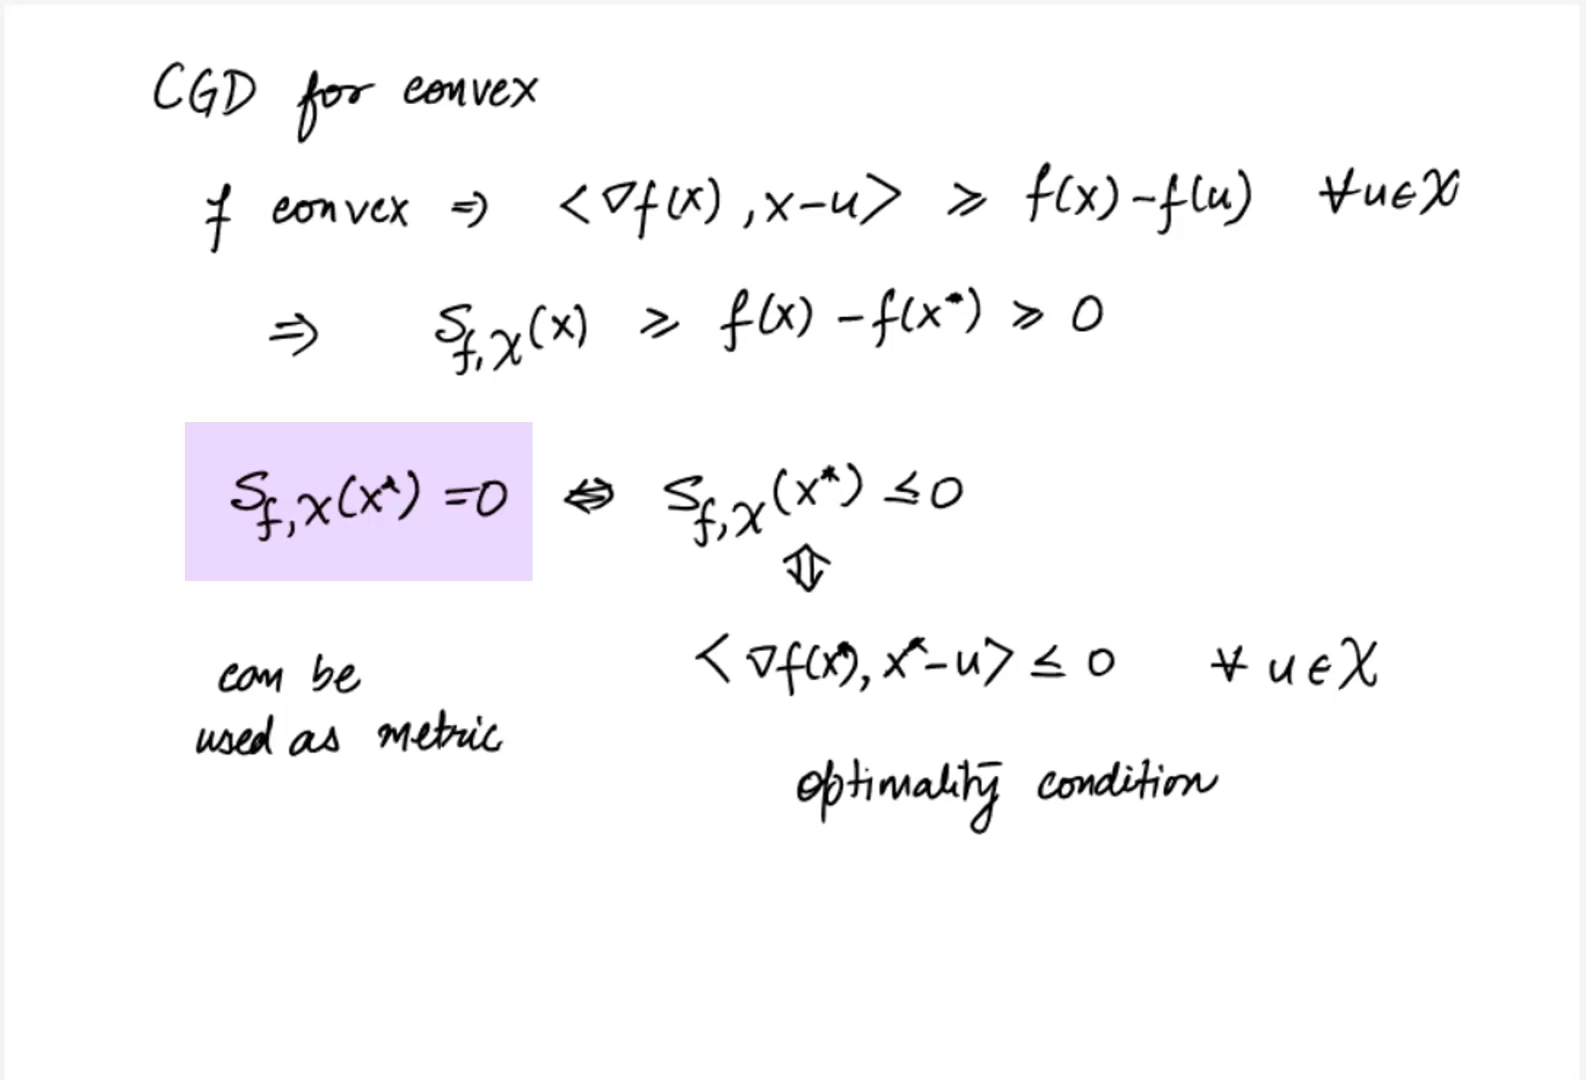 CGD for convex
f convex ⇒ <∇f(x), x-u> ≥ f(x)-f(u) ∀u∈X
⇒ S_{f,X}(x) ≥ f(x) - f(x*) ≥ 0
S_{f,X}(x*) =0 ⇔ S_{f,X}(x*) ≤0
⇕
<∇f(x*), x*-u> ≤ 0 ∀ u∈X
can be
used as metric
optimality condition